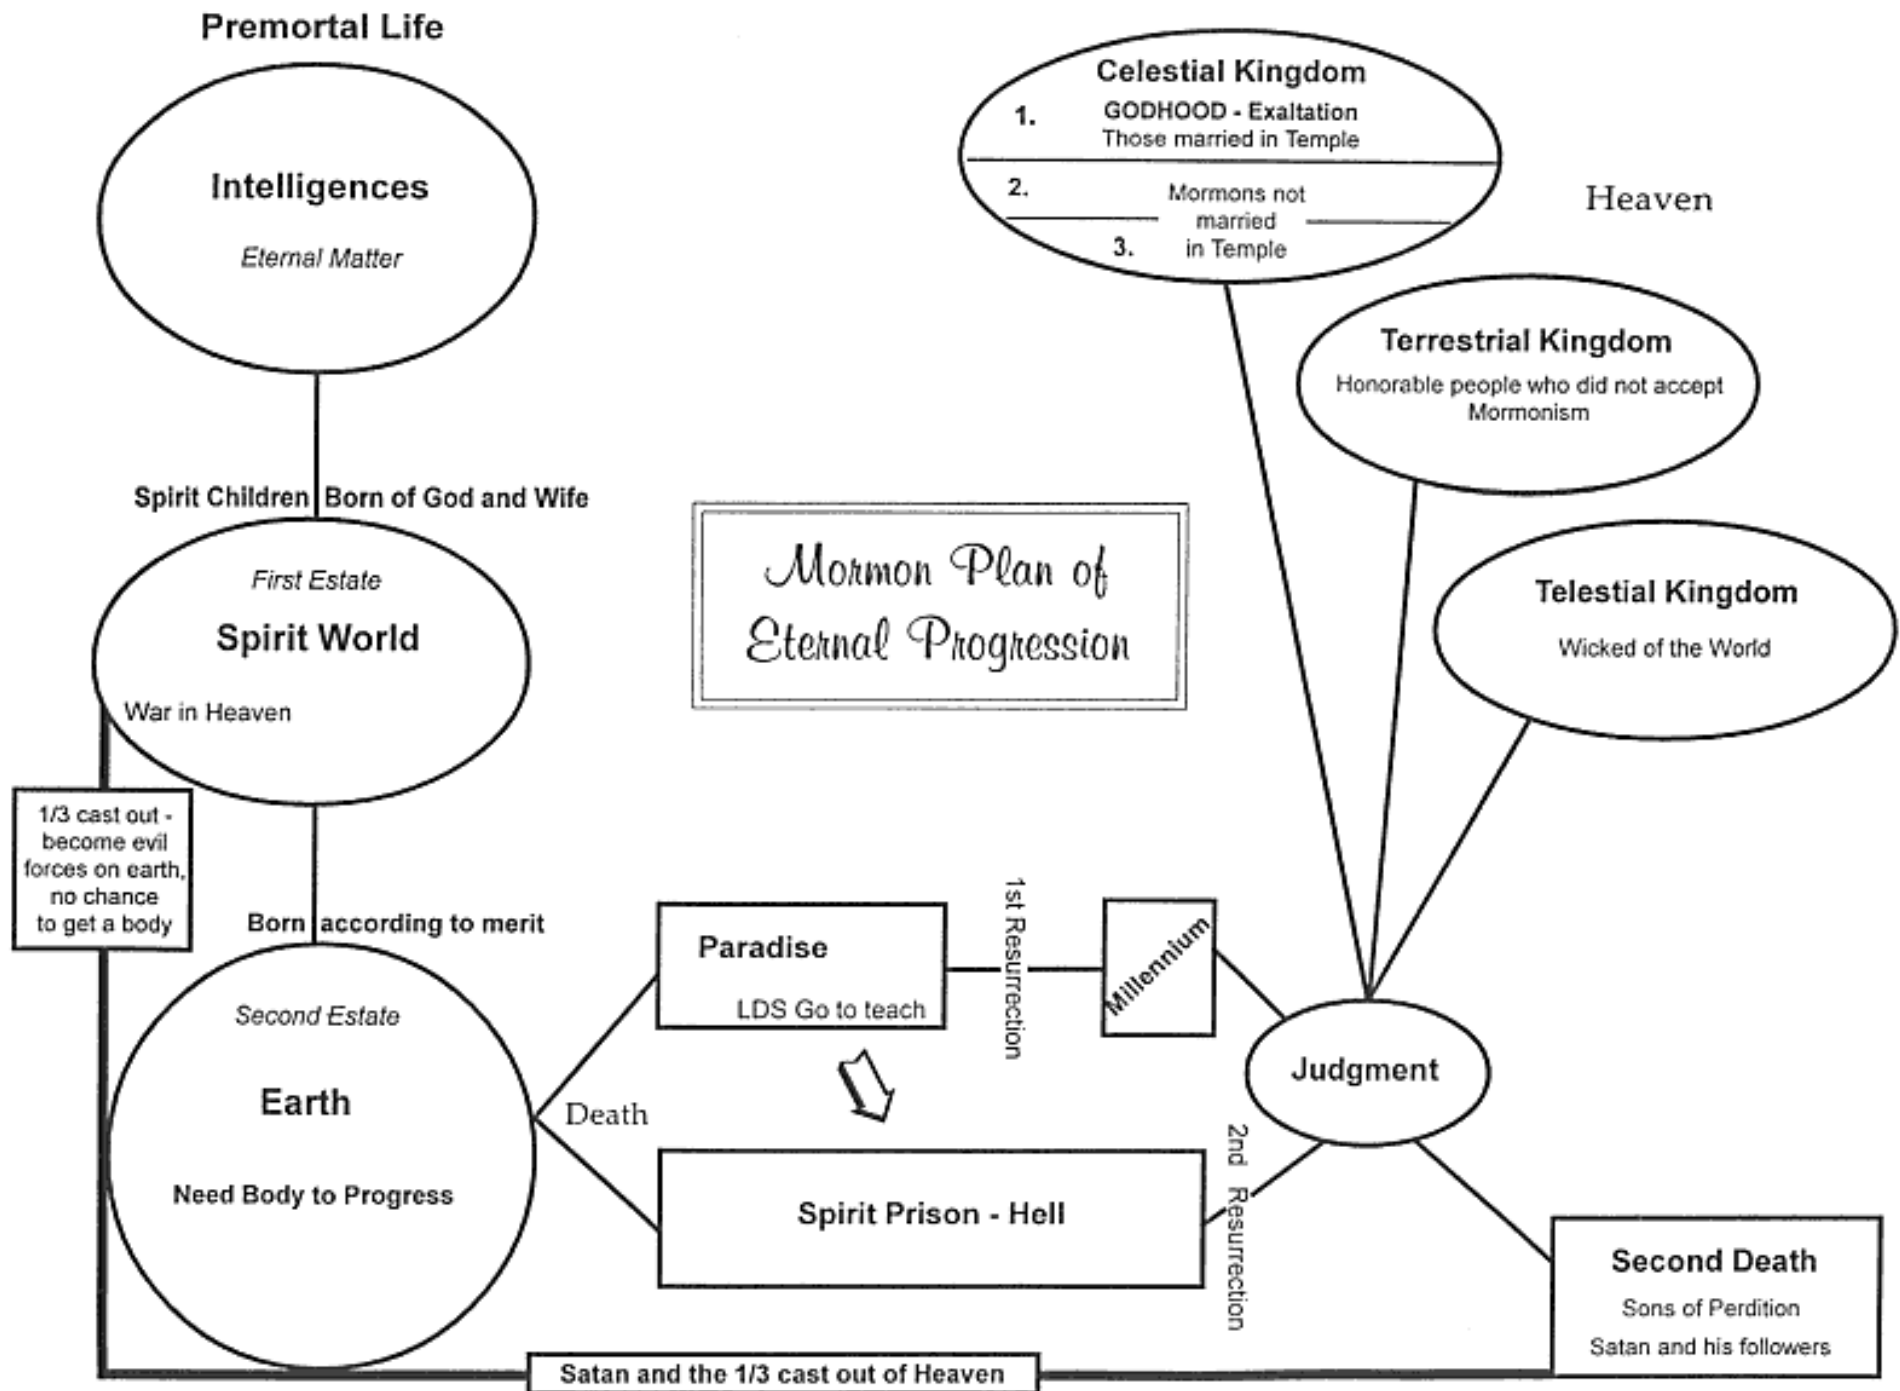 Premortal Life
Intelligences
Eternal Matter
Spirit Children Born of God and Wife
First Estate
Spirit World
War in Heaven
1/3 cast out -
become evil
forces on earth,
no chance
to get a body
Born according to merit
Second Estate
Earth
Need Body to Progress
Mormon Plan of
Eternal Progression
Death
Paradise
LDS Go to teach
Spirit Prison - Hell
1st Resurrection
Millennium
2nd Resurrection
Judgment
Celestial Kingdom
1. GODHOOD - Exaltation
Those married in Temple
2. Mormons not
married
3. in Temple
Heaven
Terrestrial Kingdom
Honorable people who did not accept
Mormonism
Telestial Kingdom
Wicked of the World
Second Death
Sons of Perdition
Satan and his followers
Satan and the 1/3 cast out of Heaven